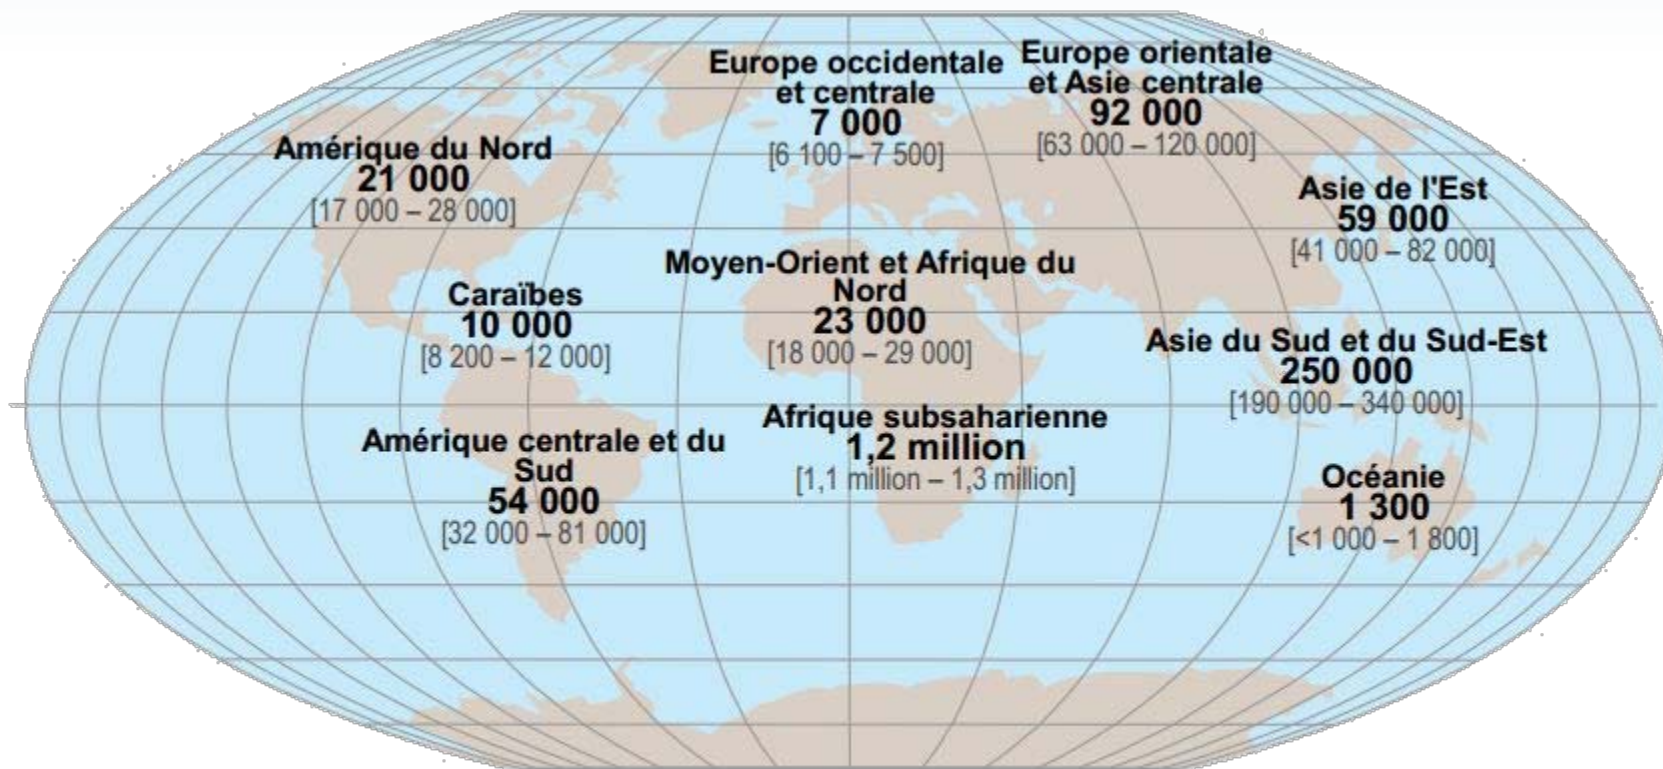 Europe occidentale
et centrale
7 000
[6 100 – 7 500]
Europe orientale
et Asie centrale
92 000
[63 000 – 120 000]
Amérique du Nord
21 000
[17 000 – 28 000]
Asie de l'Est
59 000
[41 000 – 82 000]
Moyen-Orient et Afrique du
Nord
23 000
[18 000 – 29 000]
Caraïbes
10 000
[8 200 – 12 000]
Asie du Sud et du Sud-Est
250 000
[190 000 – 340 000]
Afrique subsaharienne
1,2 million
[1,1 million – 1,3 million]
Amérique centrale et du
Sud
54 000
[32 000 – 81 000]
Océanie
1 300
[<1 000 – 1 800]